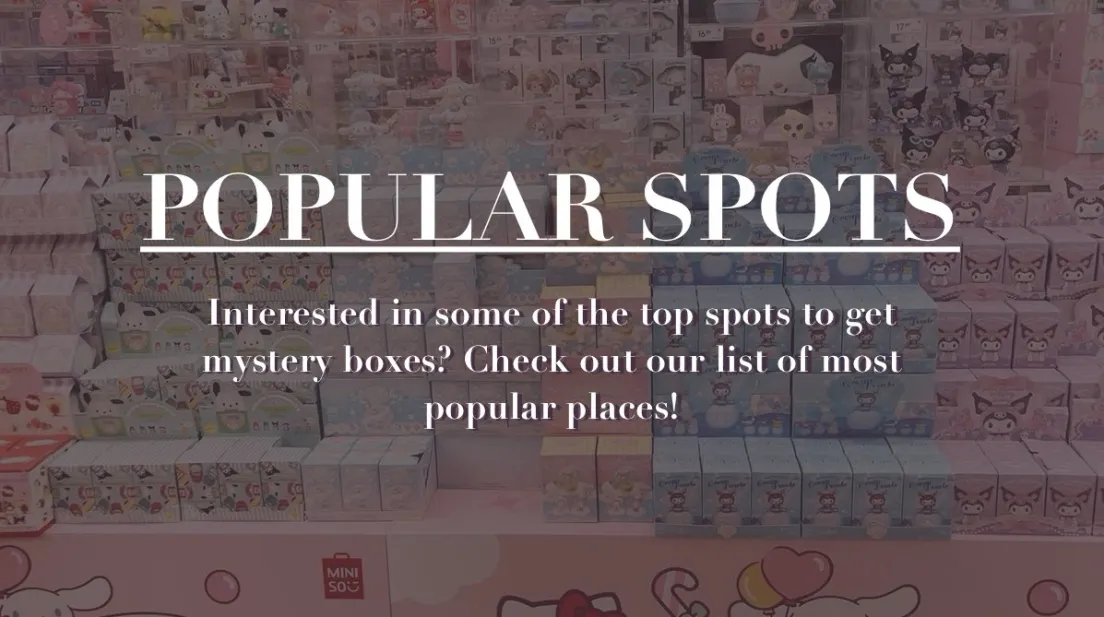 POPULAR SPOTS
Interested in some of the top spots to get
mystery boxes? Check out our list of most
popular places!
MINI
SO